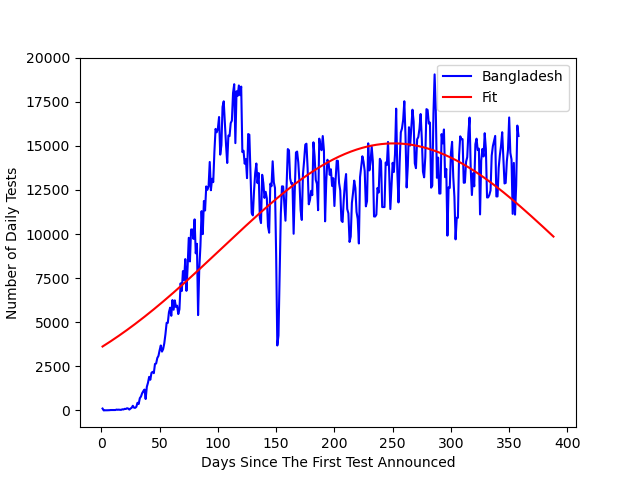 Bangladesh
Fit
20000
17500
15000
12500
10000
7500
5000
2500
0
Number of Daily Tests
0 50 100 150 200 250 300 350 400
Days Since The First Test Announced